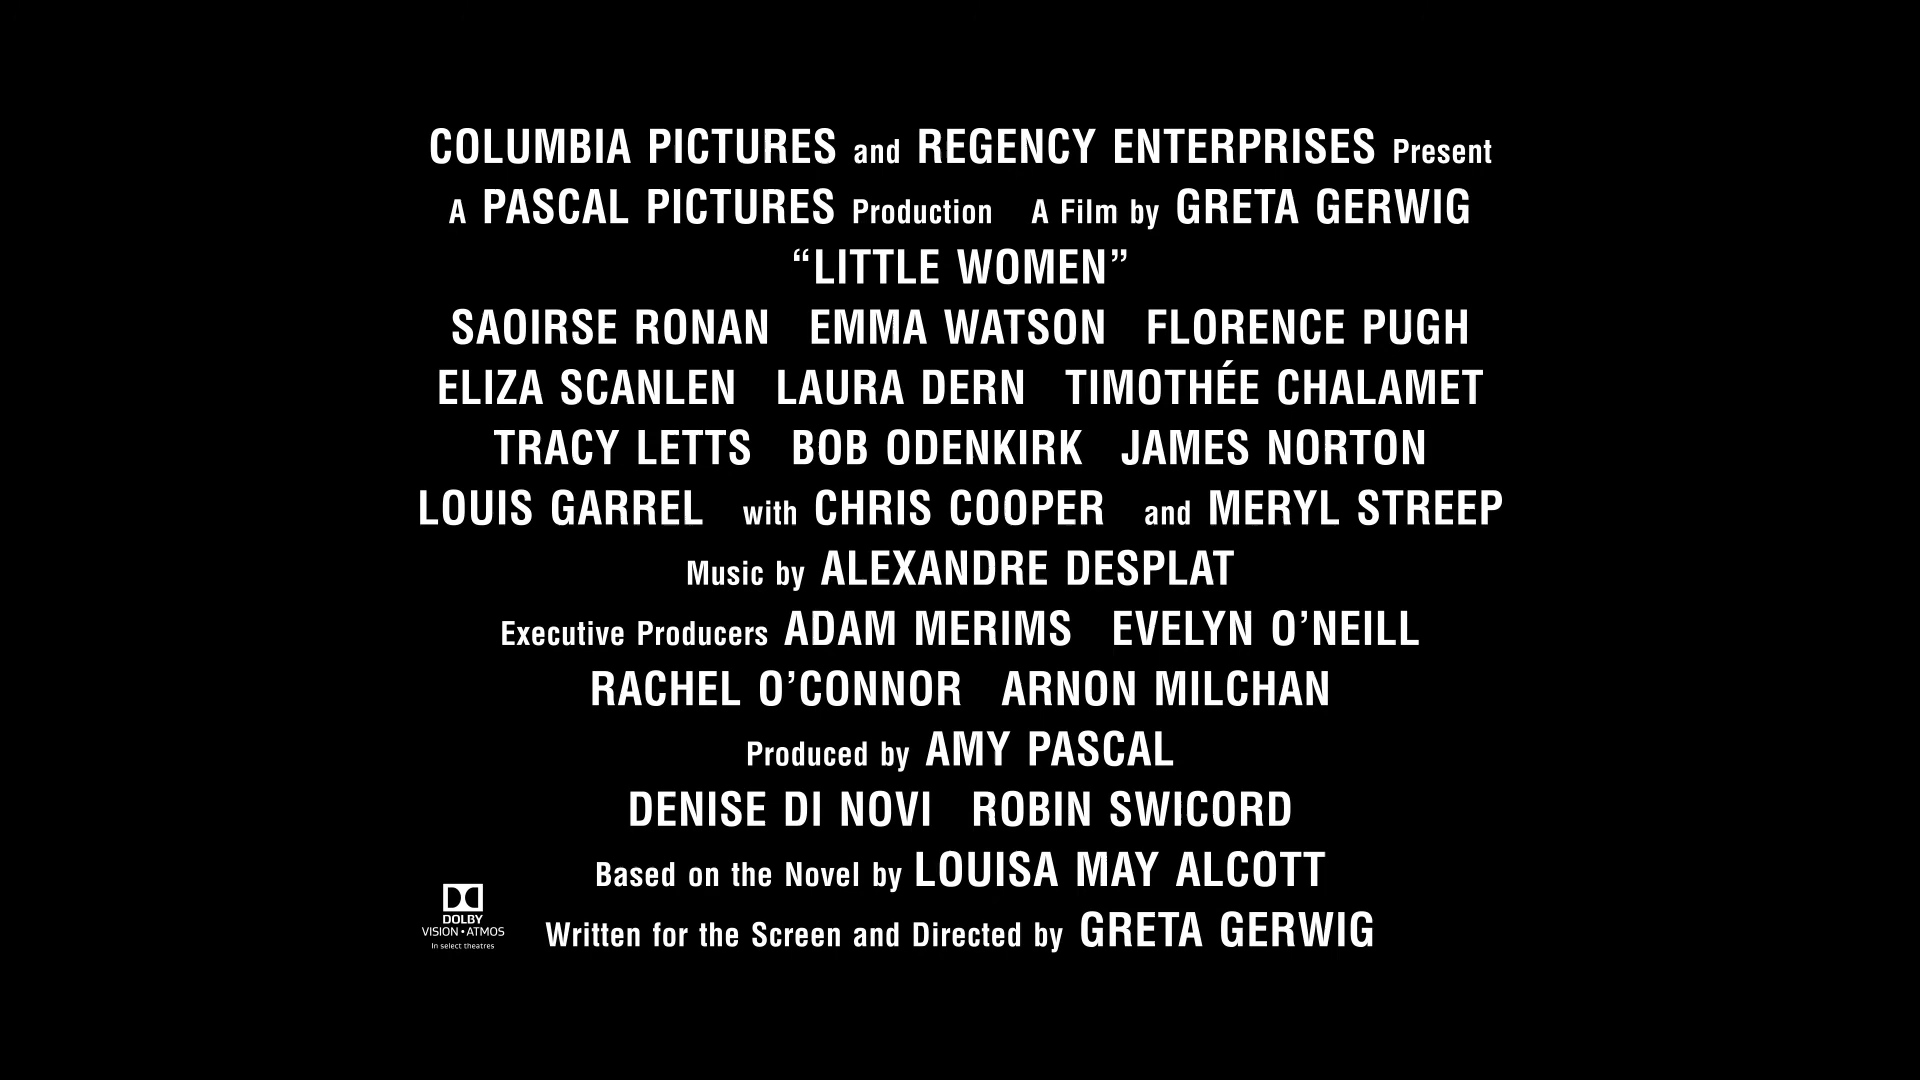 COLUMBIA PICTURES and REGENCY ENTERPRISES Present
A PASCAL PICTURES Production A Film by GRETA GERWIG
“LITTLE WOMEN”
SAOIRSE RONAN EMMA WATSON FLORENCE PUGH
ELIZA SCANLEN LAURA DERN TIMOTHÉE CHALAMET
TRACY LETTS BOB ODENKIRK JAMES NORTON
LOUIS GARREL with CHRIS COOPER and MERYL STREEP
Music by ALEXANDRE DESPLAT
Executive Producers ADAM MERIMS EVELYN O’NEILL
RACHEL O’CONNOR ARNON MILCHAN
Produced by AMY PASCAL
DENISE DI NOVI ROBIN SWICORD
Based on the Novel by LOUISA MAY ALCOTT
Written for the Screen and Directed by GRETA GERWIG
DOLBY
VISION•ATMOS
In select theatres